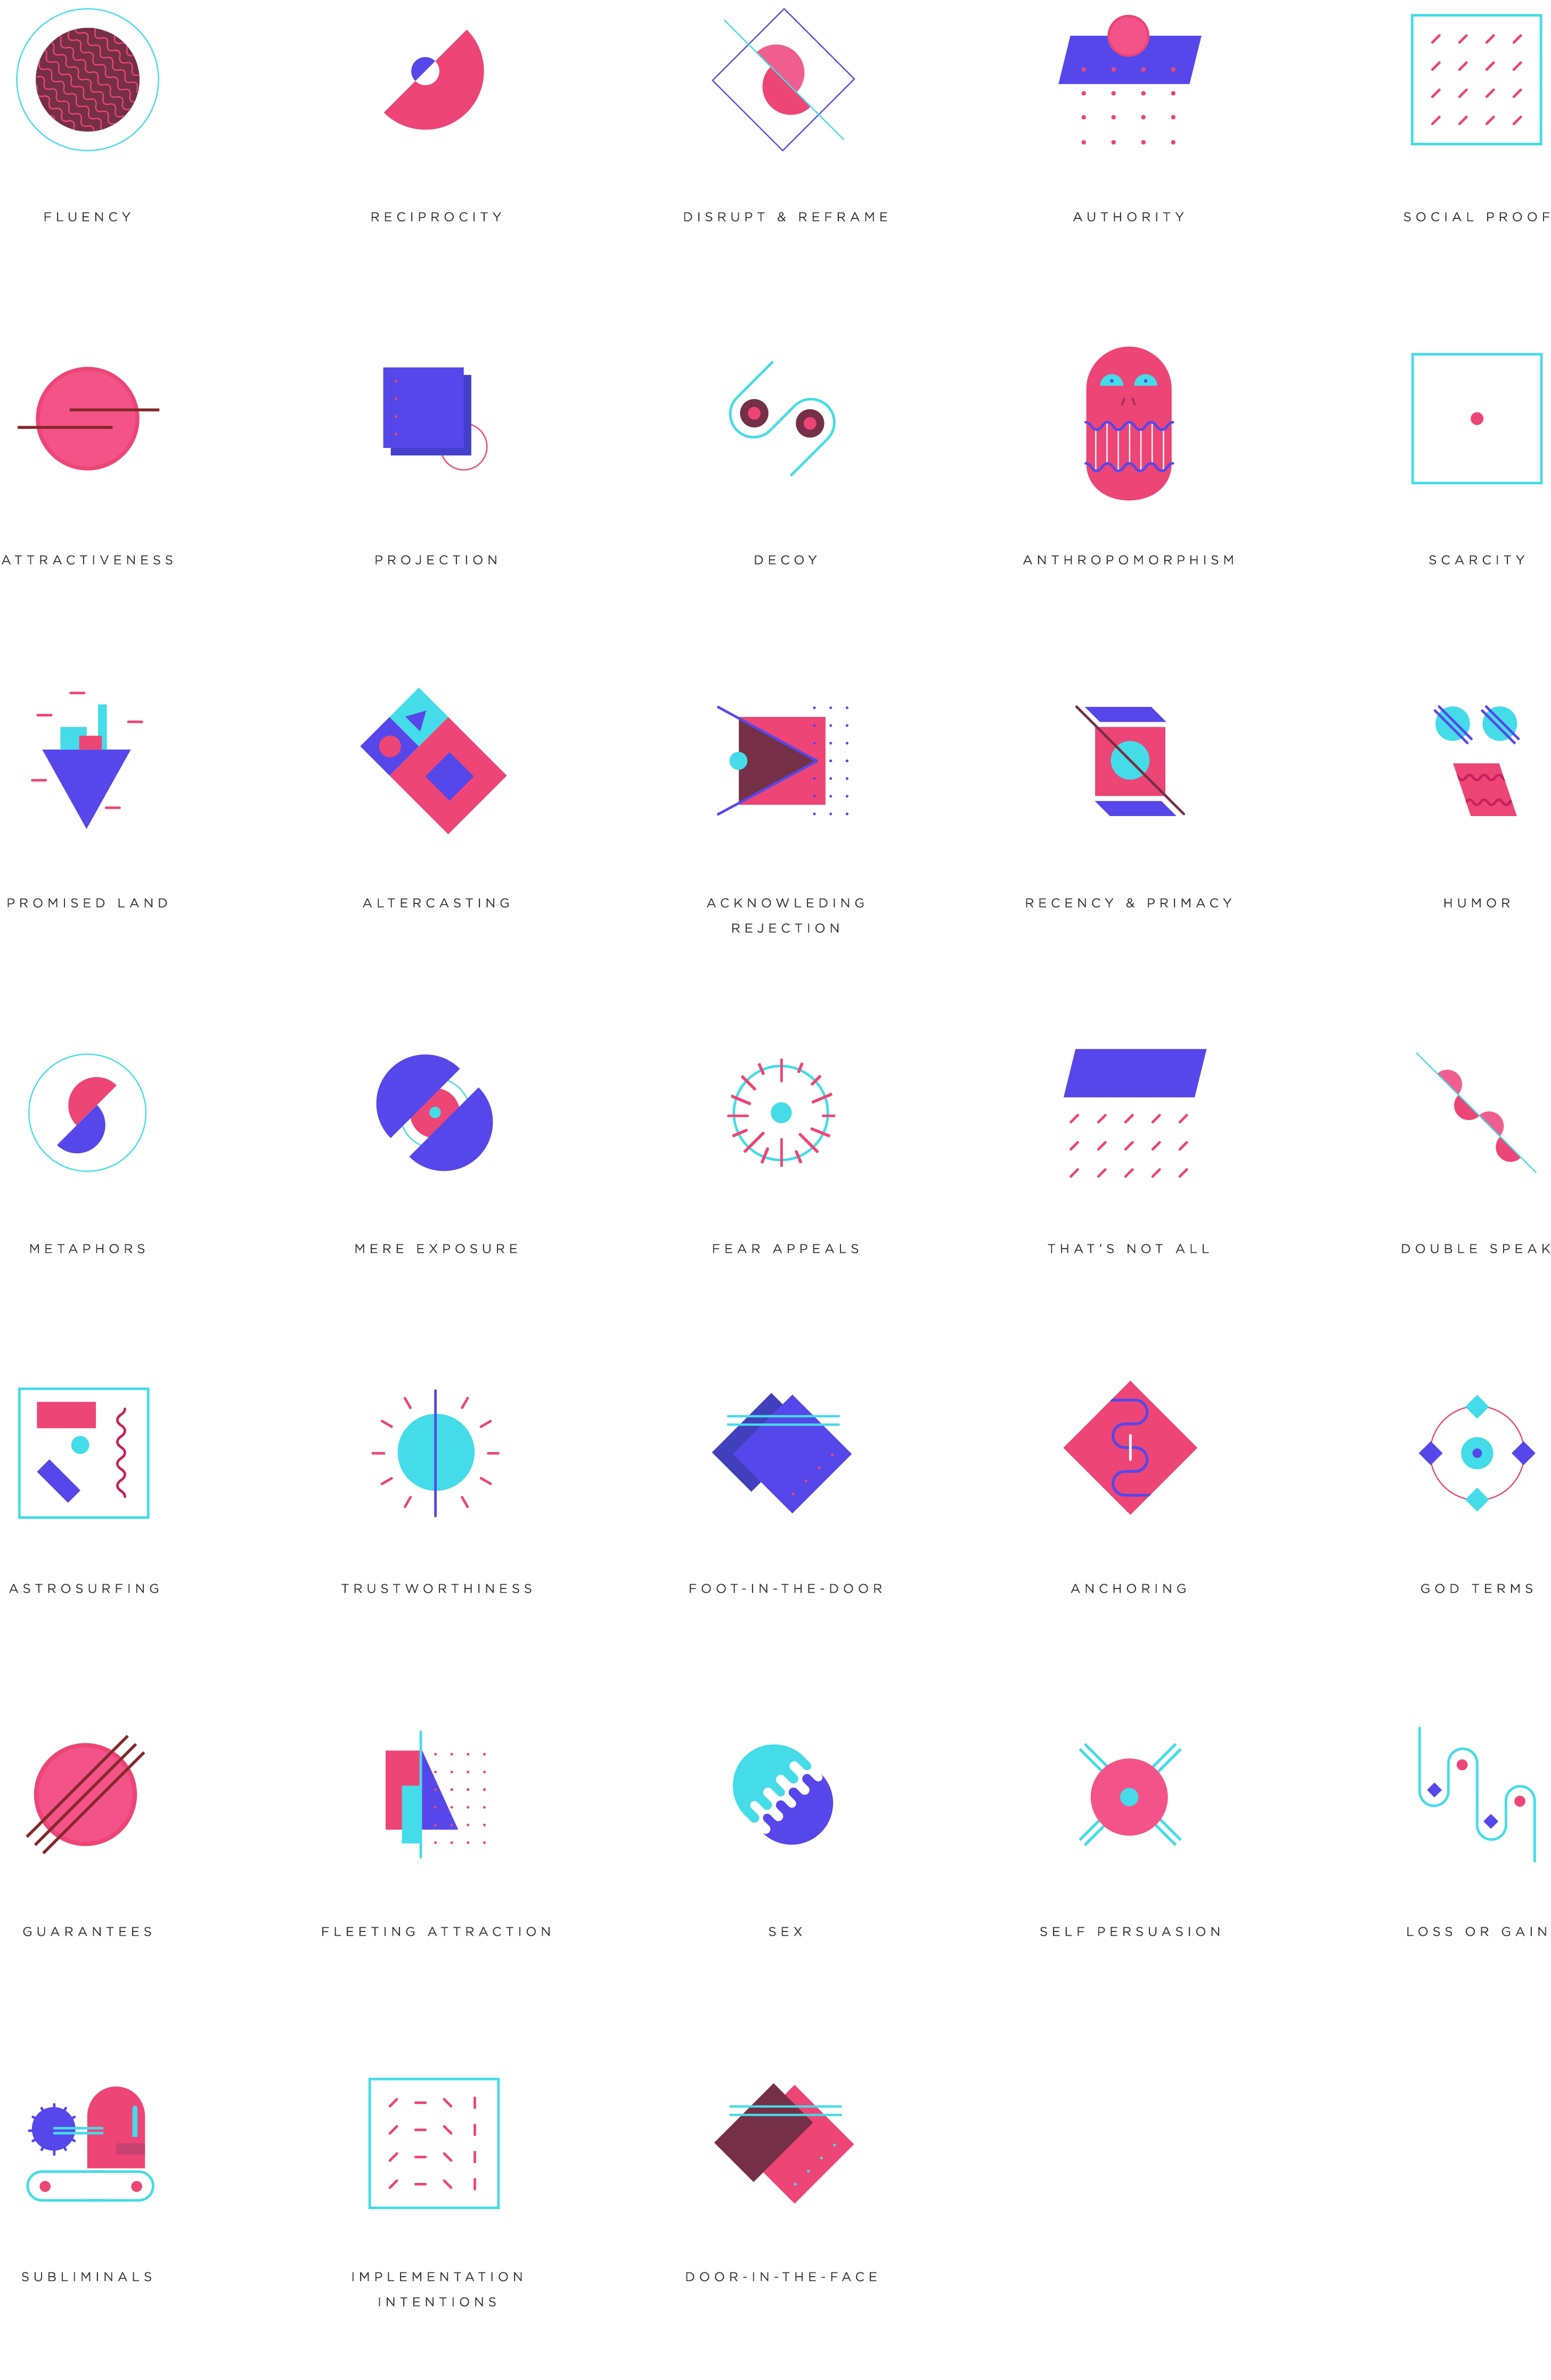 FLUENCY
RECIPROCITY
DISRUPT & REFRAME
AUTHORITY
SOCIAL PROOF
ATTRACTIVENESS
PROJECTION
DECOY
ANTHROPOMORPHISM
SCARCITY
PROMISED LAND
ALTERCASTING
ACKNOWLEDING
REJECTION
RECENCY & PRIMACY
HUMOR
METAPHORS
MERE EXPOSURE
FEAR APPEALS
THAT'S NOT ALL
DOUBLE SPEAK
ASTROSURFING
TRUSTWORTHINESS
FOOT-IN-THE-DOOR
ANCHORING
GOD TERMS
GUARANTEES
FLEETING ATTRACTION
SEX
SELF PERSUASION
LOSS OR GAIN
SUBLIMINALS
IMPLEMENTATION
INTENTIONS
DOOR-IN-THE-FACE